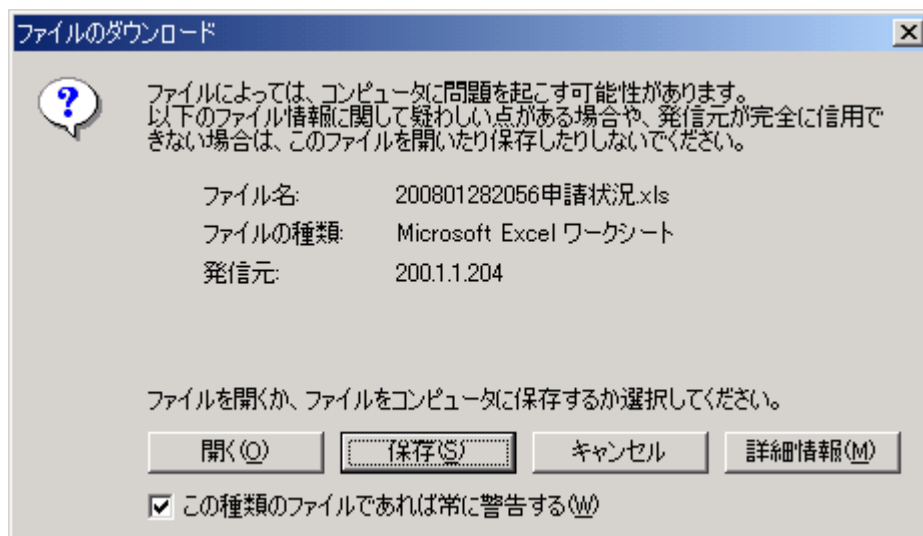 ファイルのダウンロード
ファイルによっては、コンピュータに問題を起こす可能性があります。
以下のファイル情報に関して疑わしい点がある場合や、発信元が完全に信用で
きない場合は、このファイルを開いたり保存したりしないでください。
ファイル名: 200801282056申請状況.xls
ファイルの種類: Microsoft Excel ワークシート
発信元: 200.1.1.204
ファイルを開くか、ファイルをコンピュータに保存するか選択してください。
開く(O) 保存(S) キャンセル 詳細情報(M)
この種類のファイルであれば常に警告する(W)